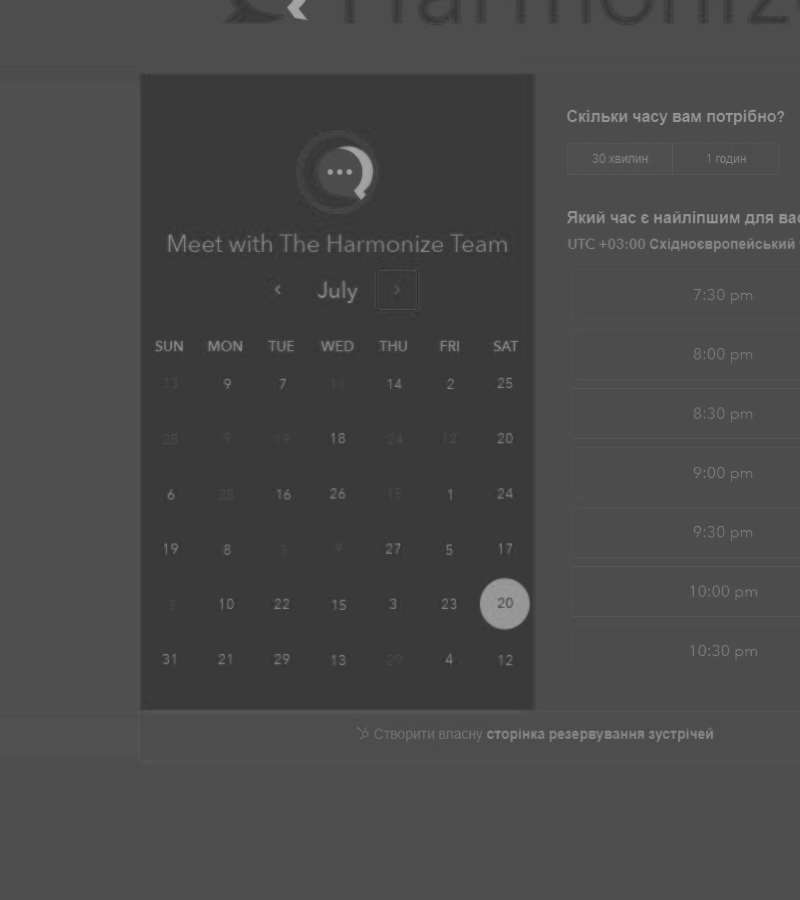 Harmonize
Meet with The Harmonize Team
July
SUN MON TUE WED THU FRI SAT
13 9 7 11 14 2 25
28 9 19 18 24 12 20
6 28 16 26 15 1 24
19 8 8 9 27 5 17
5 10 22 15 3 23 20
31 21 29 13 29 4 12
Скільки часу вам потрібно?
30 хвилин 1 годин
Який час є найліпшим для вас
UTC +03:00 Східноєвропейський
7:30 pm
8:00 pm
8:30 pm
9:00 pm
9:30 pm
10:00 pm
10:30 pm
Створити власну сторінка резервування зустрічей